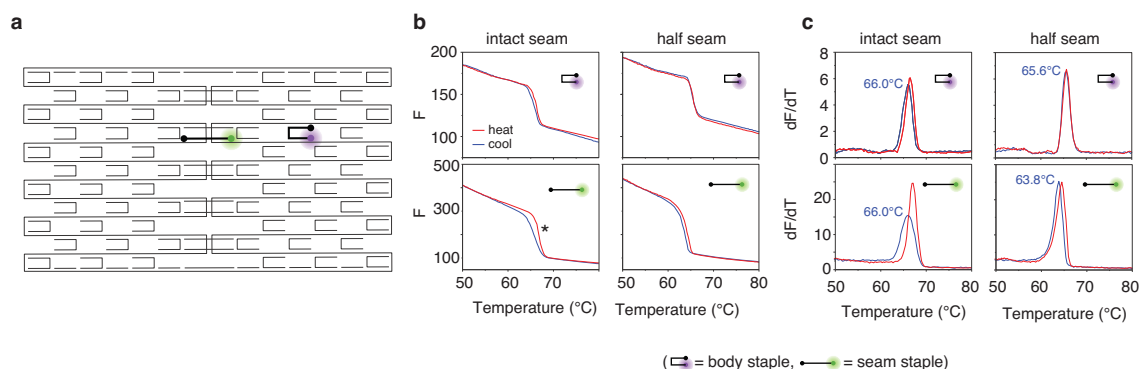 a
b
intact seam
half seam
200
150
100
F
heat
cool
500
300
100
F
50
60
70
50
60
70
80
Temperature (°C)
Temperature (°C)
c
intact seam
half seam
8
6
4
2
0
dF/dT
66.0°C
65.6°C
20
10
0
dF/dT
66.0°C
63.8°C
*
50
60
70
80
50
60
70
80
Temperature (°C)
Temperature (°C)
( = body staple, = seam staple)